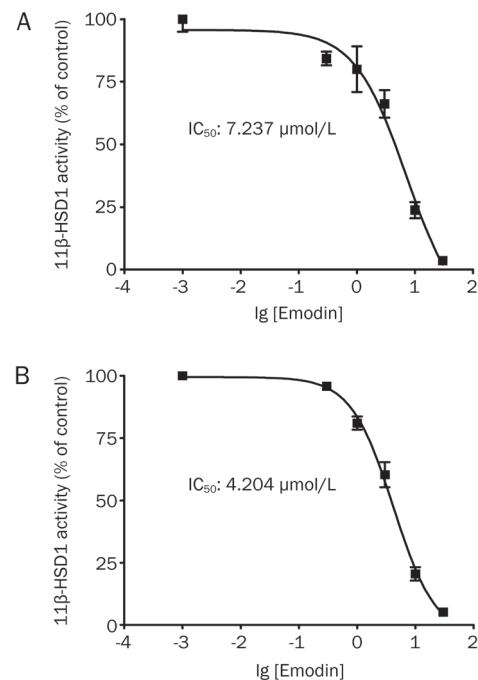 A
11β-HSD1 activity (% of control)
100
75
50
25
0
IC₅₀: 7.237 µmol/L
-4 -3 -2 -1 0 1 2
lg [Emodin]
B
11β-HSD1 activity (% of control)
100
75
50
25
0
IC₅₀: 4.204 µmol/L
-4 -3 -2 -1 0 1 2
lg [Emodin]